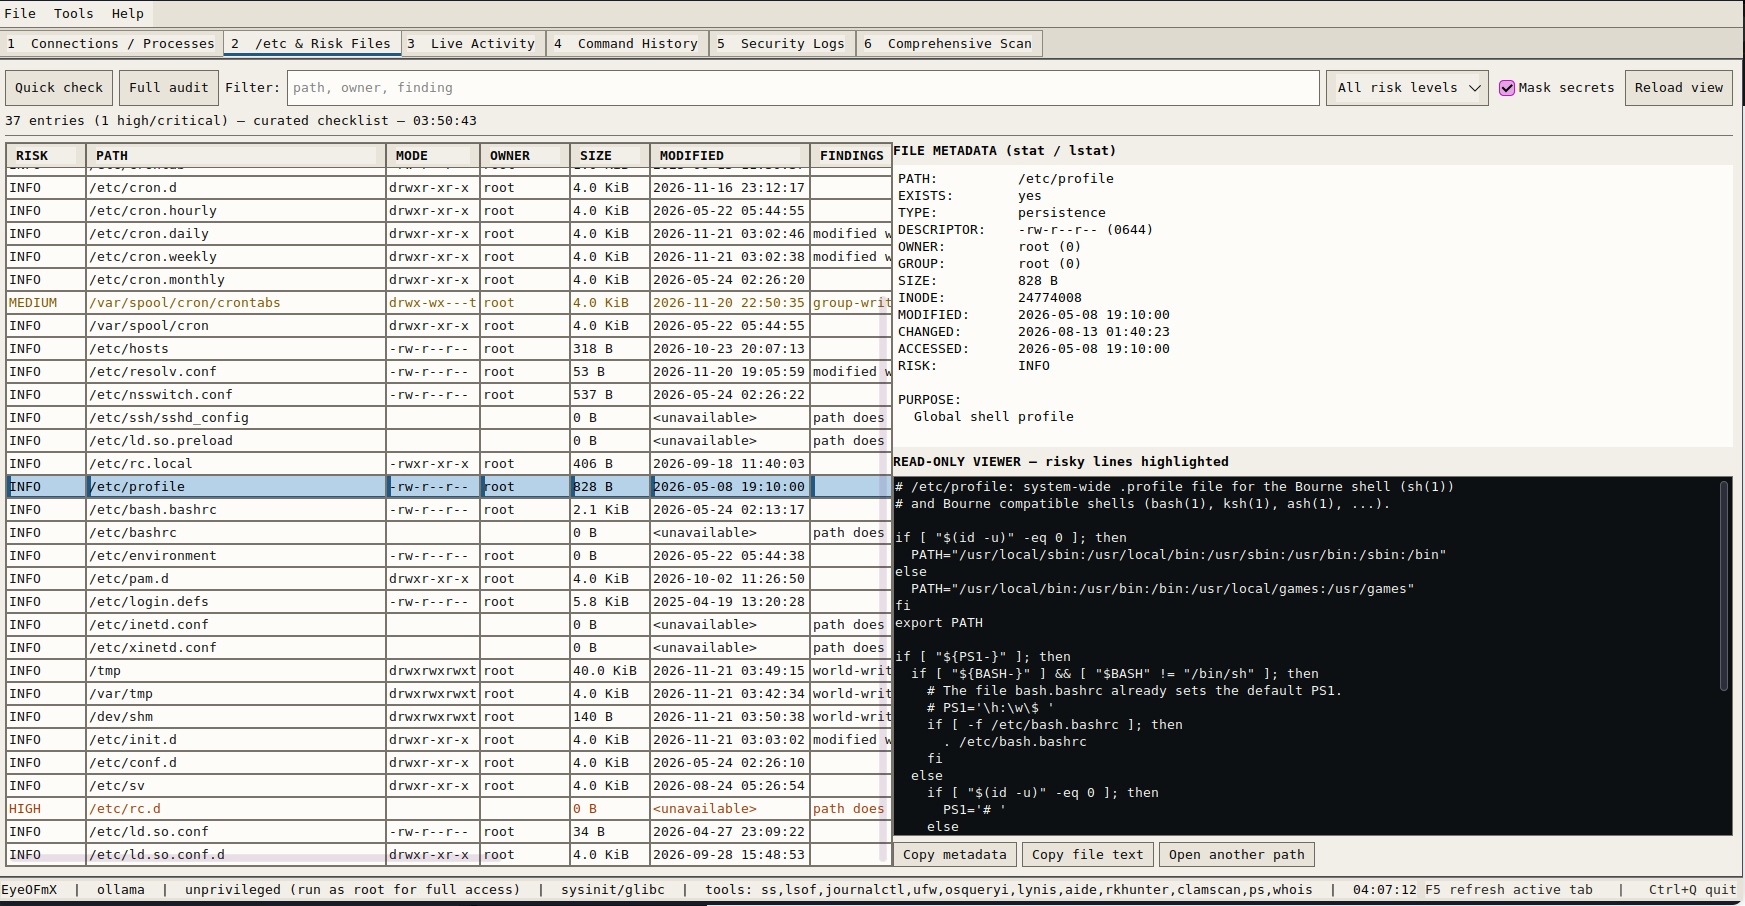 File Tools Help
1 Connections / Processes 2 /etc & Risk Files 3 Live Activity 4 Command History 5 Security Logs 6 Comprehensive Scan
Quick check Full audit Filter: path, owner, finding All risk levels Mask secrets Reload view
37 entries (1 high/critical) — curated checklist — 03:50:43
RISK PATH MODE OWNER SIZE MODIFIED FINDINGS
INFO /etc/cron.d drwxr-xr-x root 4.0 KiB 2026-11-16 23:12:17
INFO /etc/cron.hourly drwxr-xr-x root 4.0 KiB 2026-05-22 05:44:55
INFO /etc/cron.daily drwxr-xr-x root 4.0 KiB 2026-11-21 03:02:46 modified w
INFO /etc/cron.weekly drwxr-xr-x root 4.0 KiB 2026-11-21 03:02:38 modified w
INFO /etc/cron.monthly drwxr-xr-x root 4.0 KiB 2026-05-24 02:26:20
MEDIUM /var/spool/cron/crontabs drwx-wx---t root 4.0 KiB 2026-11-20 22:50:35 group-writ
INFO /var/spool/cron drwxr-xr-x root 4.0 KiB 2026-05-22 05:44:55
INFO /etc/hosts -rw-r--r-- root 318 B 2026-10-23 20:07:13
INFO /etc/resolv.conf -rw-r--r-- root 53 B 2026-11-20 19:05:59 modified w
INFO /etc/nsswitch.conf -rw-r--r-- root 537 B 2026-05-24 02:26:22
INFO /etc/ssh/sshd_config 0 B <unavailable> path does
INFO /etc/ld.so.preload 0 B <unavailable> path does
INFO /etc/rc.local -rwxr-xr-x root 406 B 2026-09-18 11:40:03
INFO /etc/profile -rw-r--r-- root 828 B 2026-05-08 19:10:00
INFO /etc/bash.bashrc -rw-r--r-- root 2.1 KiB 2026-05-24 02:13:17
INFO /etc/bashrc 0 B <unavailable> path does
INFO /etc/environment -rw-r--r-- root 0 B 2026-05-22 05:44:38
INFO /etc/pam.d drwxr-xr-x root 4.0 KiB 2026-10-02 11:26:50
INFO /etc/login.defs -rw-r--r-- root 5.8 KiB 2025-04-19 13:20:28
INFO /etc/inetd.conf 0 B <unavailable> path does
INFO /etc/xinetd.conf 0 B <unavailable> path does
INFO /tmp drwxrwxrwt root 40.0 KiB 2026-11-21 03:49:15 world-writ
INFO /var/tmp drwxrwxrwt root 4.0 KiB 2026-11-21 03:42:34 world-writ
INFO /dev/shm drwxrwxrwt root 140 B 2026-11-21 03:50:38 world-writ
INFO /etc/init.d drwxr-xr-x root 4.0 KiB 2026-11-21 03:03:02 modified w
INFO /etc/conf.d drwxr-xr-x root 4.0 KiB 2026-05-24 02:26:10
INFO /etc/sv drwxr-xr-x root 4.0 KiB 2026-08-24 05:26:54
HIGH /etc/rc.d 0 B <unavailable> path does
INFO /etc/ld.so.conf -rw-r--r-- root 34 B 2026-04-27 23:09:22
INFO /etc/ld.so.conf.d drwxr-xr-x root 4.0 KiB 2026-09-28 15:48:53
FILE METADATA (stat / lstat)
PATH: /etc/profile
EXISTS: yes
TYPE: persistence
DESCRIPTOR: -rw-r--r-- (0644)
OWNER: root (0)
GROUP: root (0)
SIZE: 828 B
INODE: 24774008
MODIFIED: 2026-05-08 19:10:00
CHANGED: 2026-08-13 01:40:23
ACCESSED: 2026-05-08 19:10:00
RISK: INFO
PURPOSE:
Global shell profile
READ-ONLY VIEWER — risky lines highlighted
# /etc/profile: system-wide .profile file for the Bourne shell (sh(1))
# and Bourne compatible shells (bash(1), ksh(1), ash(1), ...).
if [ "$(id -u)" -eq 0 ]; then
PATH="/usr/local/sbin:/usr/local/bin:/usr/sbin:/usr/bin:/sbin:/bin"
else
PATH="/usr/local/bin:/usr/bin:/bin:/usr/local/games:/usr/games"
fi
export PATH
if [ "${PS1-}" ]; then
if [ "${BASH-}" ] && [ "$BASH" != "/bin/sh" ]; then
# The file bash.bashrc already sets the default PS1.
# PS1='\h:\w\$ '
if [ -f /etc/bash.bashrc ]; then
. /etc/bash.bashrc
fi
else
if [ "$(id -u)" -eq 0 ]; then
PS1='# '
else
Copy metadata Copy file text Open another path
EyeOFmX | ollama | unprivileged (run as root for full access) | sysinit/glibc | tools: ss,lsof,journalctl,ufw,osqueryi,lynis,aide,rkhunter,clamscan,ps,whois | 04:07:12 F5 refresh active tab | Ctrl+Q quit